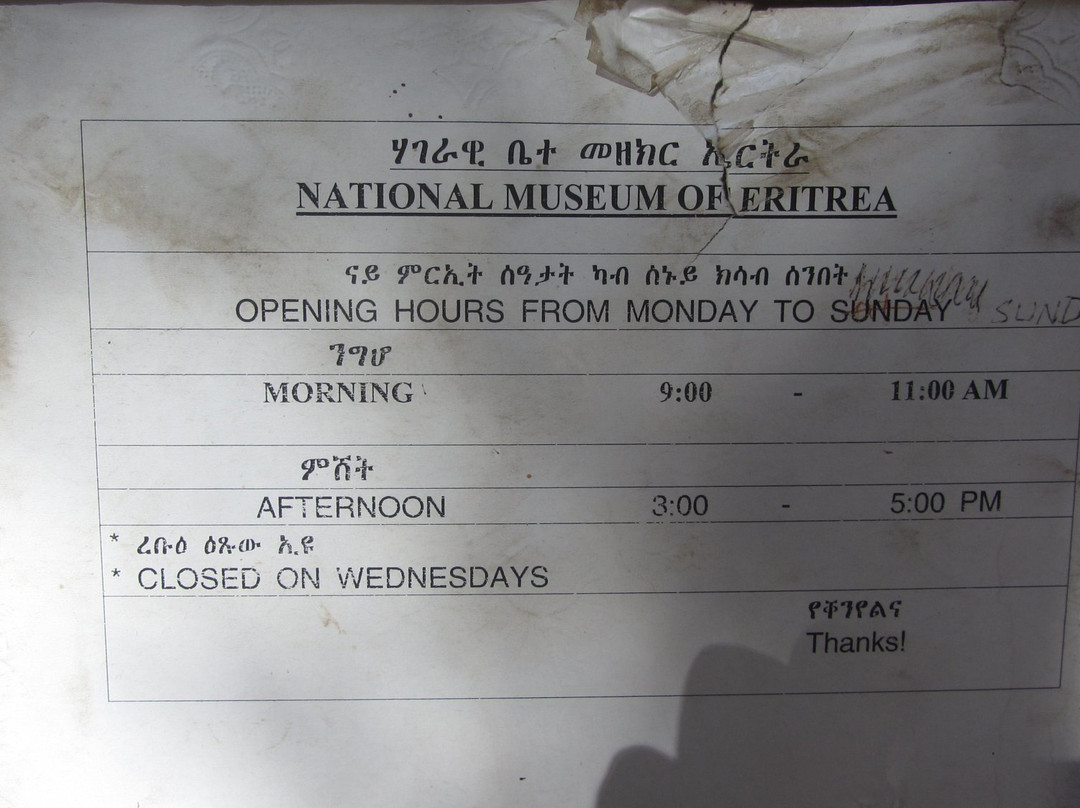 ሃገራዊ ቤተ መዘክር ኤርትራ
NATIONAL MUSEUM OF ERITREA
ናይ ምርኢት ሰዓታት ካብ ሰኑይ ክሳብ ሰንበት
OPENING HOURS FROM MONDAY TO SUNDAY SUND
ንግሆ
MORNING 9:00 - 11:00 AM
ምሸት
AFTERNOON 3:00 - 5:00 PM
* ረቡዕ ዕጹው እዩ
* CLOSED ON WEDNESDAYS
የቐንየልና
Thanks!